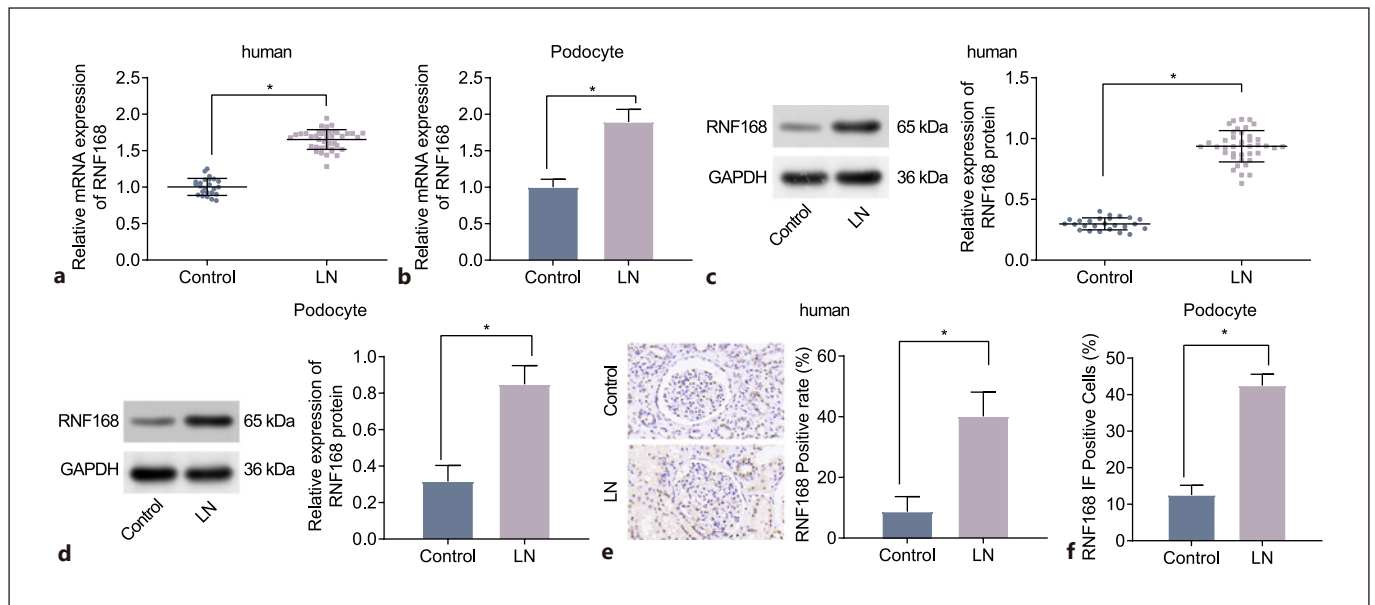 human
Relative mRNA expression
of RNF168
2.5
2.0
1.5
1.0
0.5
0.0
*
Control
LN
a
Podocyte
Relative mRNA expression
of RNF168
2.5
2.0
1.5
1.0
0.5
0.0
*
Control
LN
b
human
RNF168
65 kDa
GAPDH
36 kDa
Control
LN
Relative expression of
RNF168 protein
1.5
1.0
0.5
0.0
*
Control
LN
c
Podocyte
RNF168
65 kDa
GAPDH
36 kDa
Control
LN
Relative expression of
RNF168 protein
1.0
0.8
0.6
0.4
0.2
0.0
*
Control
LN
d
human
Control
LN
RNF168 Positive rate (%)
60
40
20
0
*
Control
LN
e
Podocyte
RNF168 IF Positive Cells (%)
50
40
30
20
10
0
*
Control
LN
f